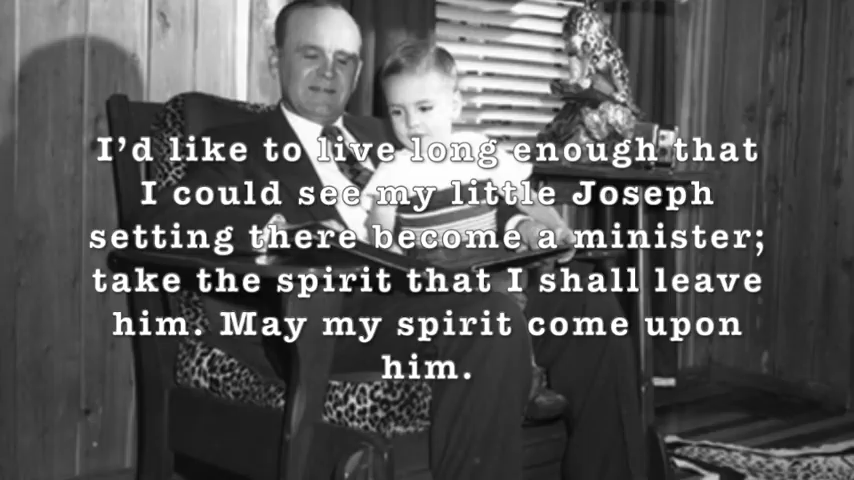 I’d like to live long enough that
I could see my little Joseph
setting there become a minister;
take the spirit that I shall leave
him. May my spirit come upon
him.